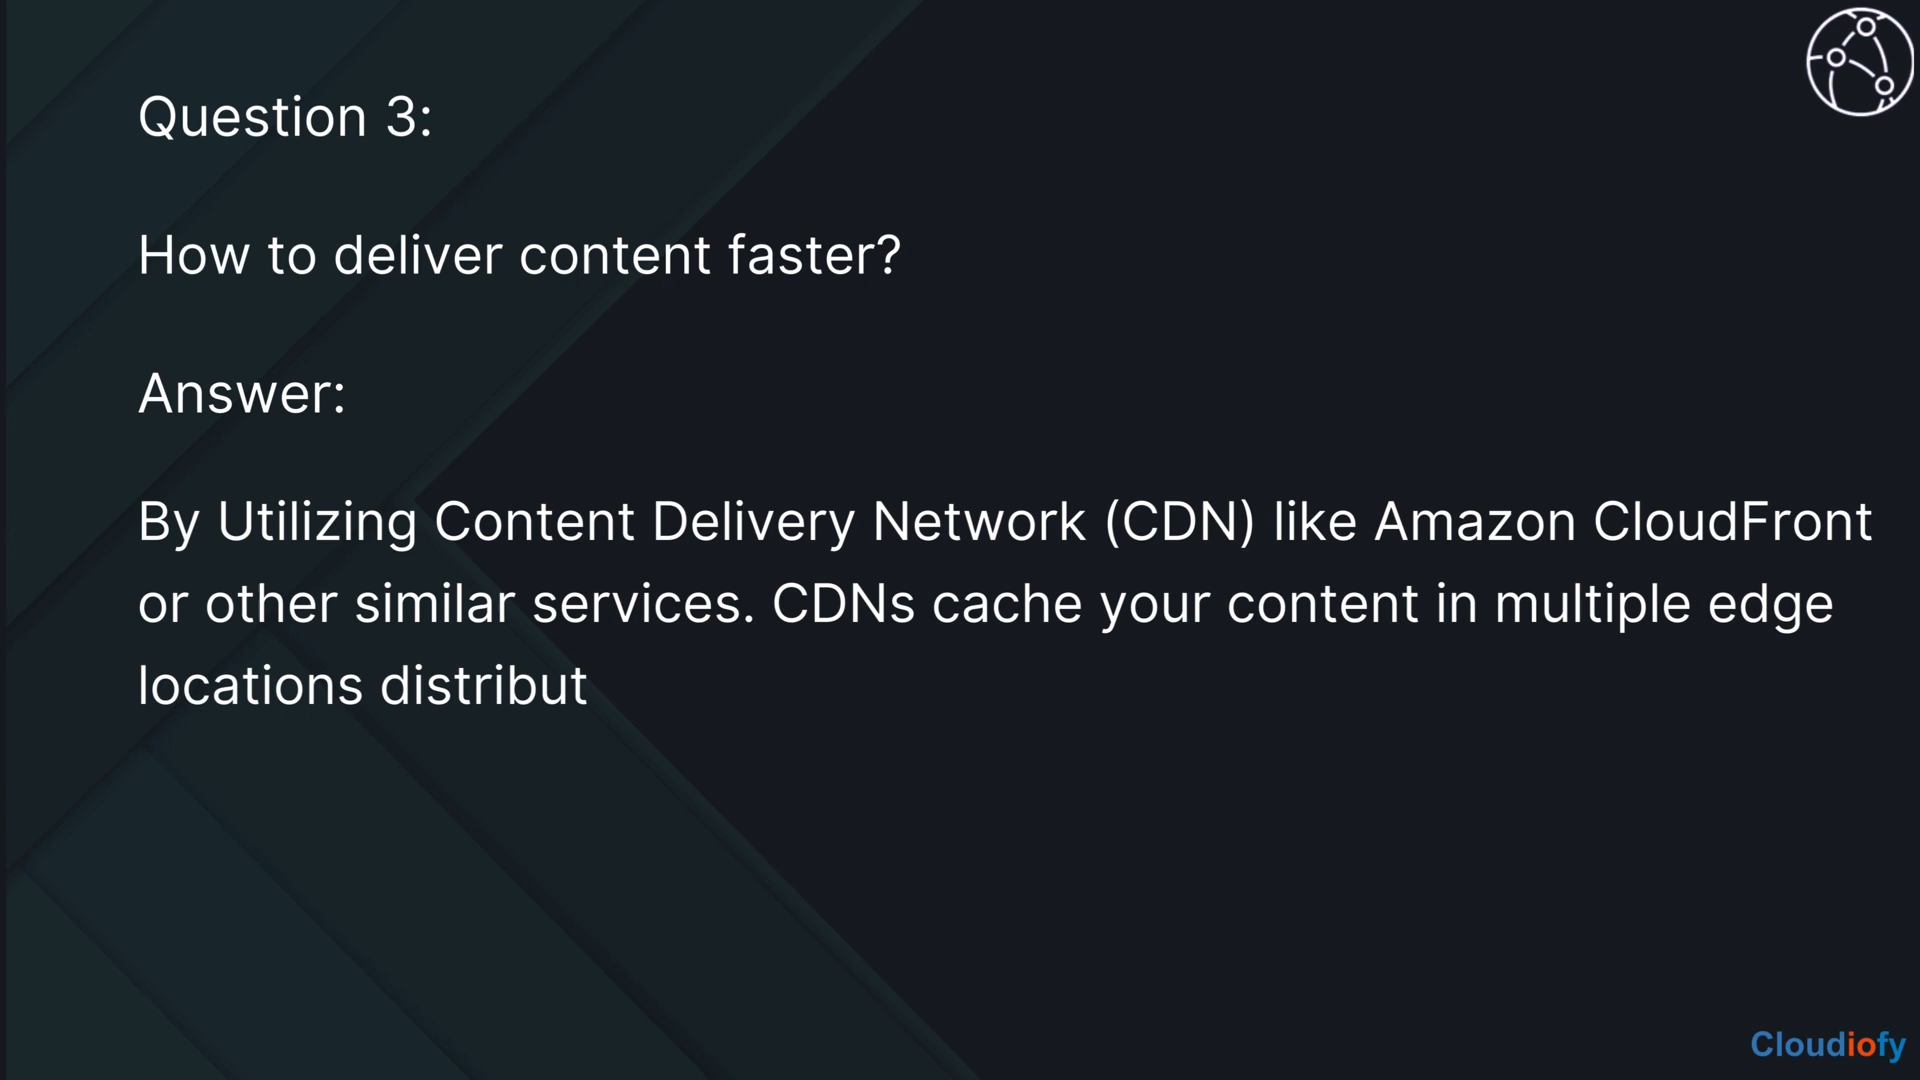 Question 3:
How to deliver content faster?
Answer:
By Utilizing Content Delivery Network (CDN) like Amazon CloudFront
or other similar services. CDNs cache your content in multiple edge
locations distribut
Cloudiofy